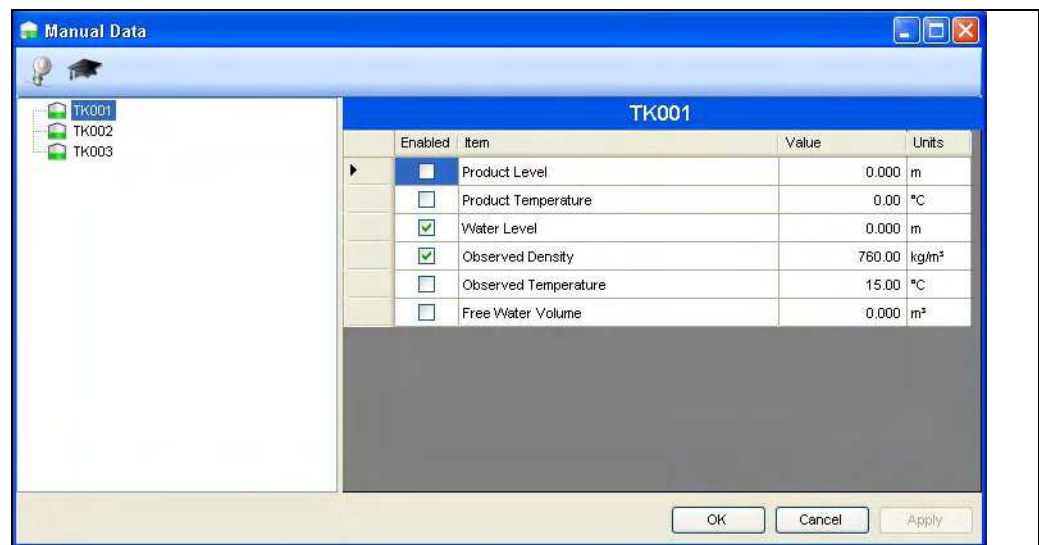 Manual Data
TK001
TK002
TK003
TK001
Enabled Item Value Units
Product Level 0.000 m
Product Temperature 0.00 °C
Water Level 0.000 m
Observed Density 760.00 kg/m³
Observed Temperature 15.00 °C
Free Water Volume 0.000 m³
OK Cancel Apply